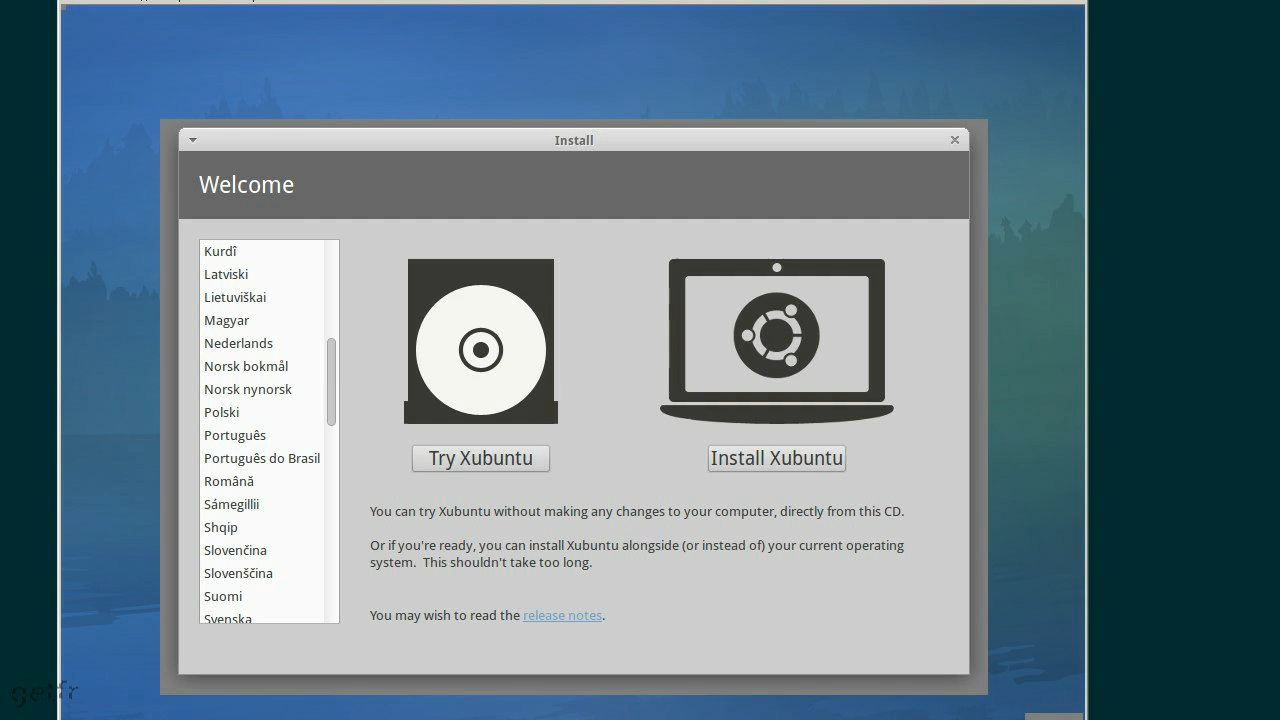 Install
Welcome
Kurdî
Latviski
Lietuviškai
Magyar
Nederlands
Norsk bokmål
Norsk nynorsk
Polski
Português
Português do Brasil
Română
Sámegillii
Shqip
Slovenčina
Slovenščina
Suomi
Svenska
Try Xubuntu
Install Xubuntu
You can try Xubuntu without making any changes to your computer, directly from this CD.
Or if you're ready, you can install Xubuntu alongside (or instead of) your current operating
system.  This shouldn't take too long.
You may wish to read the release notes.
getfr